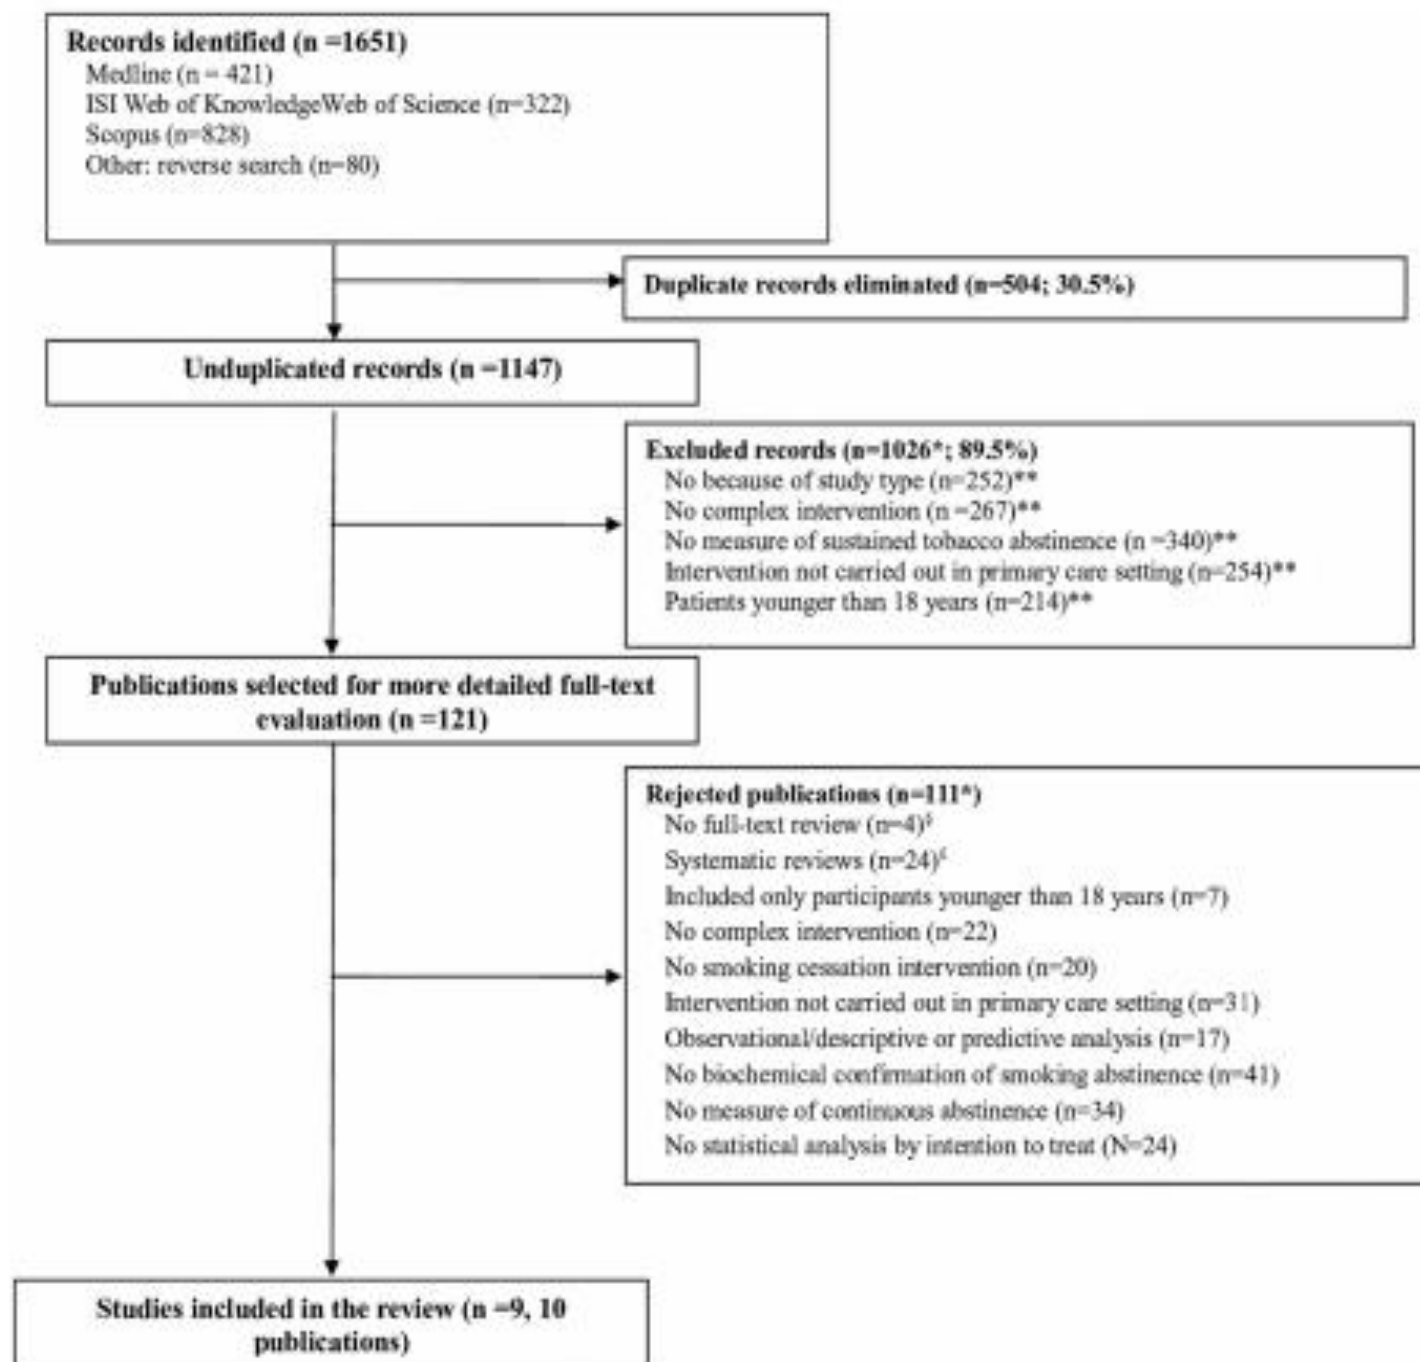 Records identified (n =1651)
Medline (n = 421)
ISI Web of KnowledgeWeb of Science (n=322)
Scopus (n=828)
Other: reverse search (n=80)
Duplicate records eliminated (n=504; 30.5%)
Unduplicated records (n =1147)
Excluded records (n=1026*; 89.5%)
No because of study type (n=252)**
No complex intervention (n =267)**
No measure of sustained tobacco abstinence (n =340)**
Intervention not carried out in primary care setting (n=254)**
Patients younger than 18 years (n=214)**
Publications selected for more detailed full-text
evaluation (n =121)
Rejected publications (n=111*)
No full-text review (n=4)
Systematic reviews (n=24)
Included only participants younger than 18 years (n=7)
No complex intervention (n=22)
No smoking cessation intervention (n=20)
Intervention not carried out in primary care setting (n=31)
Observational/descriptive or predictive analysis (n=17)
No biochemical confirmation of smoking abstinence (n=41)
No measure of continuous abstinence (n=34)
No statistical analysis by intention to treat (N=24)
Studies included in the review (n =9, 10
publications)